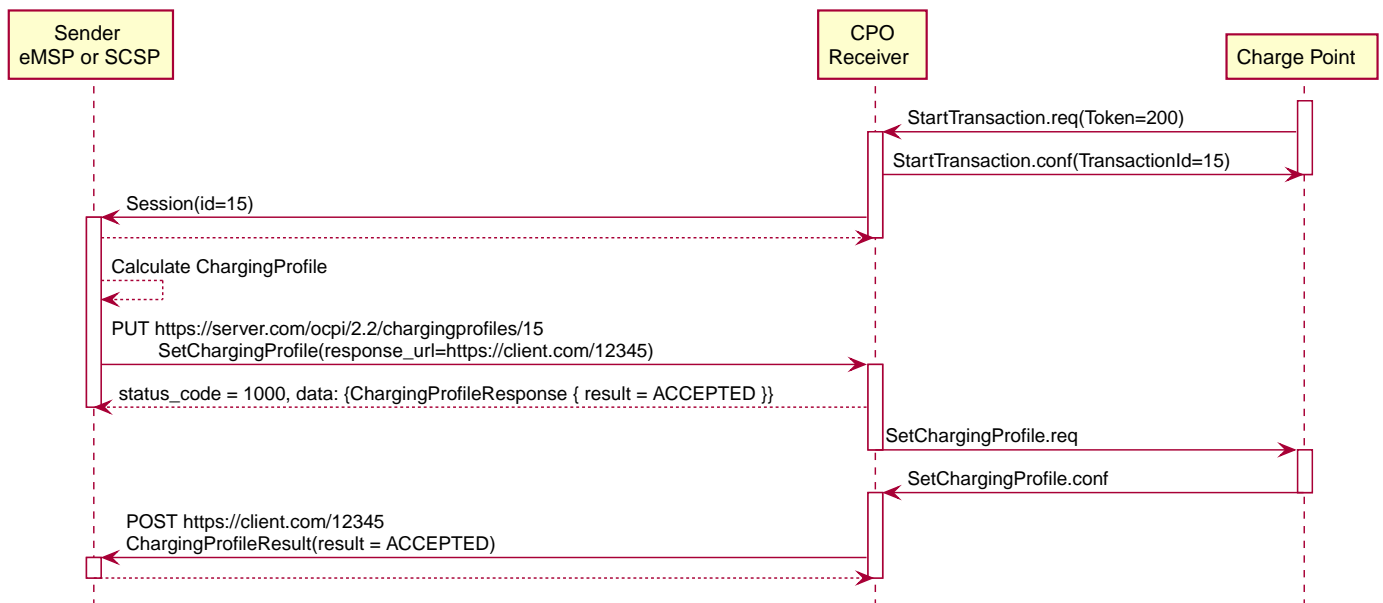 Sender
eMSP or SCSP
CPO
Receiver
Charge Point
StartTransaction.req(Token=200)
StartTransaction.conf(TransactionId=15)
Session(id=15)
Calculate ChargingProfile
PUT https://server.com/ocpi/2.2/chargingprofiles/15
SetChargingProfile(response_url=https://client.com/12345)
status_code = 1000, data: {ChargingProfileResponse { result = ACCEPTED }}
SetChargingProfile.req
SetChargingProfile.conf
POST https://client.com/12345
ChargingProfileResult(result = ACCEPTED)